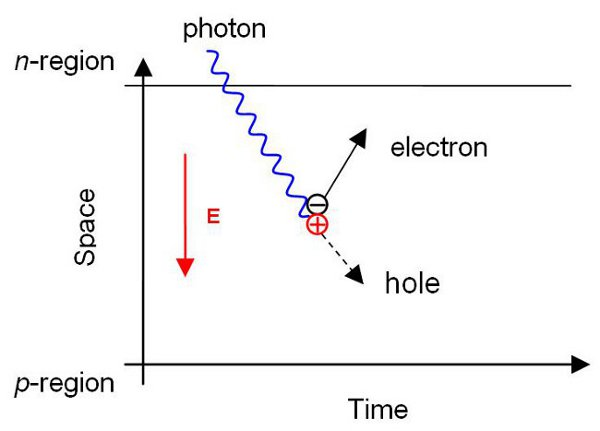 photon
n-region
electron
E
Space
hole
p-region
Time